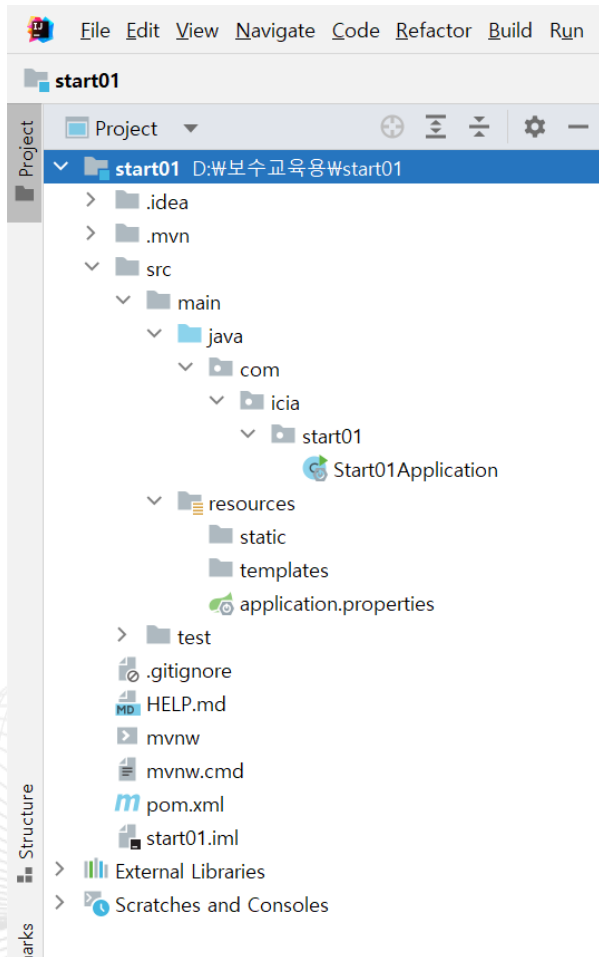 File Edit View Navigate Code Refactor Build Run
start01
Project
Project
start01 D:₩보수교육용₩start01
.idea
.mvn
src
main
java
com
icia
start01
Start01Application
resources
static
templates
application.properties
test
.gitignore
HELP.md
mvnw
mvnw.cmd
pom.xml
start01.iml
External Libraries
Scratches and Consoles
Structure